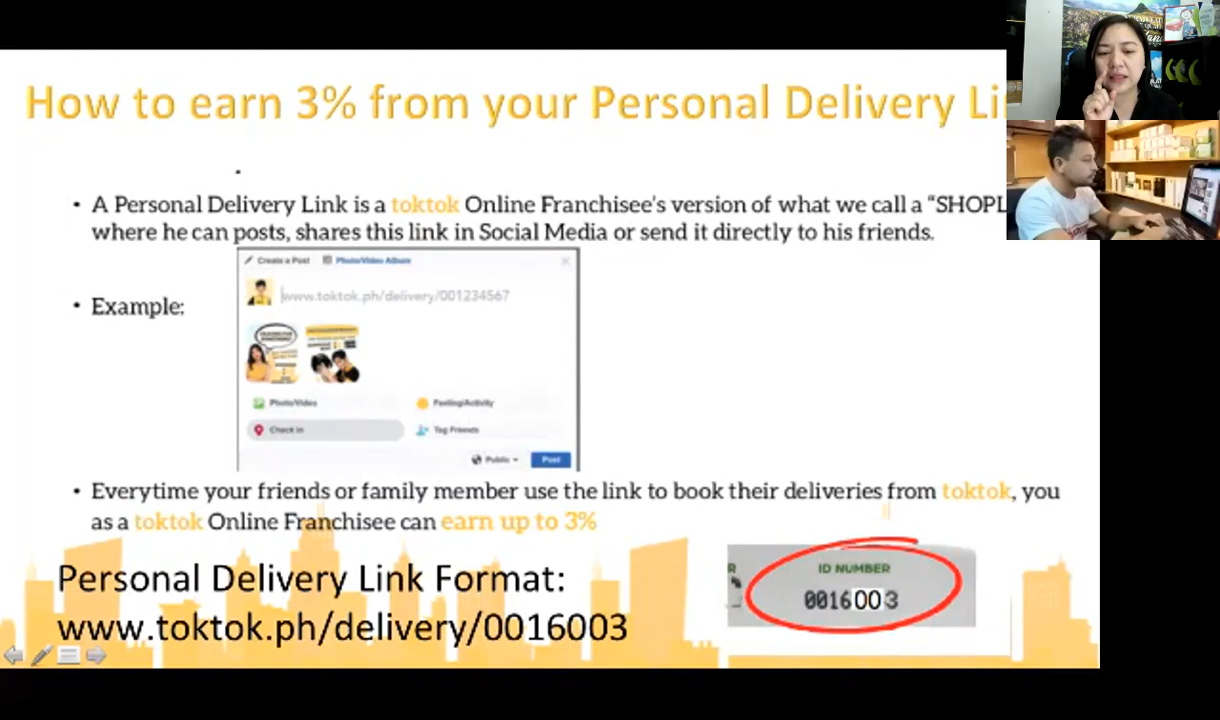 How to earn 3% from your Personal Delivery Li
• A Personal Delivery Link is a toktok Online Franchisee's version of what we call a “SHOPL
where he can posts, shares this link in Social Media or send it directly to his friends.
Create a Post Photo/Video Album
www.toktok.ph/delivery/001234567
• Example:
Photo/Video Feeling/Activity
Check in Tag Friends
Public Post
• Everytime your friends or family member use the link to book their deliveries from toktok, you
as a toktok Online Franchisee can earn up to 3%
Personal Delivery Link Format:
www.toktok.ph/delivery/0016003
R
ID NUMBER
0016003